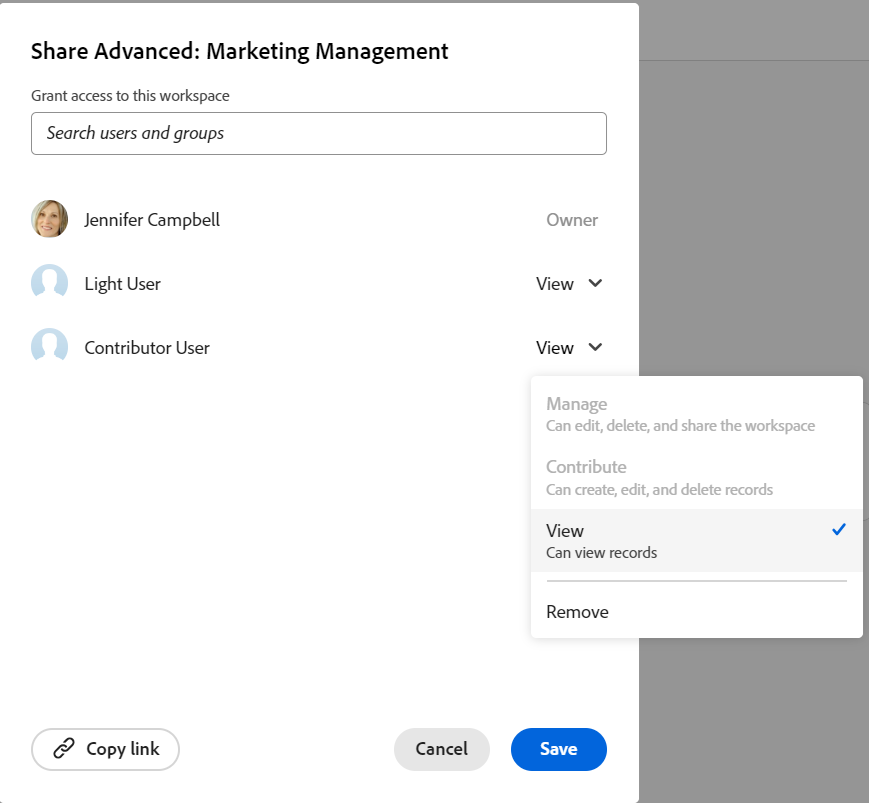 Share Advanced: Marketing Management
Grant access to this workspace
Search users and groups
Jennifer Campbell Owner
Light User View
Contributor User View
Manage
Can edit, delete, and share the workspace
Contribute
Can create, edit, and delete records
View
Can view records
Remove
Copy link Cancel Save